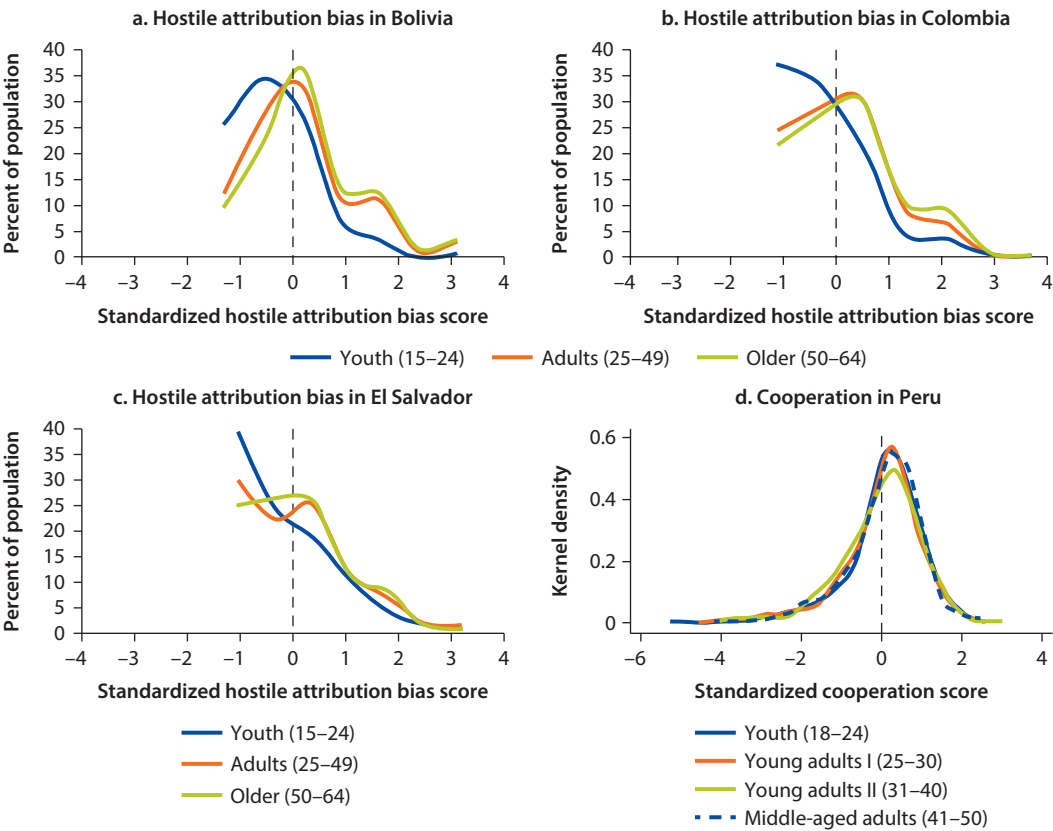 a. Hostile attribution bias in Bolivia
Percent of population
40
35
30
25
20
15
10
5
0
–4 –3 –2 –1 0 1 2 3 4
Standardized hostile attribution bias score
b. Hostile attribution bias in Colombia
Percent of population
40
35
30
25
20
15
10
5
0
–4 –3 –2 –1 0 1 2 3 4
Standardized hostile attribution bias score
Youth (15–24) Adults (25–49) Older (50–64)
c. Hostile attribution bias in El Salvador
Percent of population
40
35
30
25
20
15
10
5
0
–4 –3 –2 –1 0 1 2 3 4
Standardized hostile attribution bias score
Youth (15–24)
Adults (25–49)
Older (50–64)
d. Cooperation in Peru
Kernel density
0.6
0.4
0.2
0
–6 –4 –2 0 2 4
Standardized cooperation score
Youth (18–24)
Young adults I (25–30)
Young adults II (31–40)
Middle-aged adults (41–50)